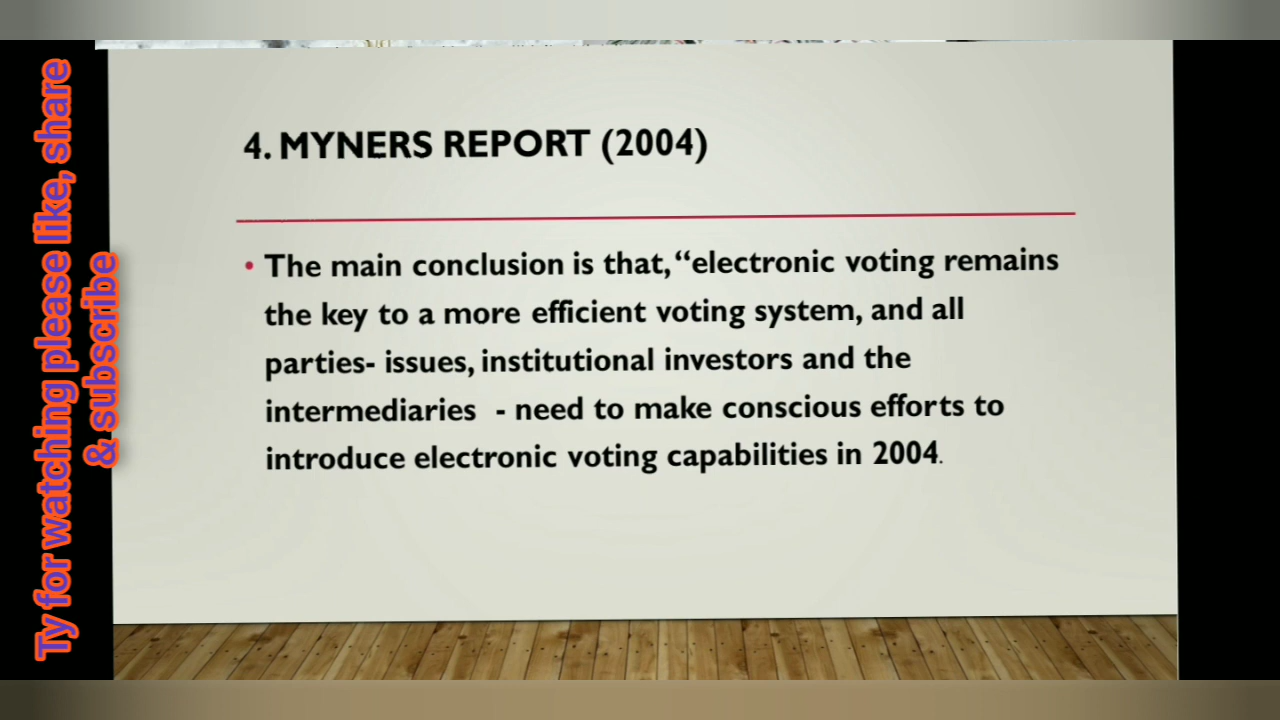 4. MYNERS REPORT (2004)
• The main conclusion is that, “electronic voting remains
the key to a more efficient voting system, and all
parties- issues, institutional investors and the
intermediaries - need to make conscious efforts to
introduce electronic voting capabilities in 2004.
Ty for watching please like, share
& subscribe